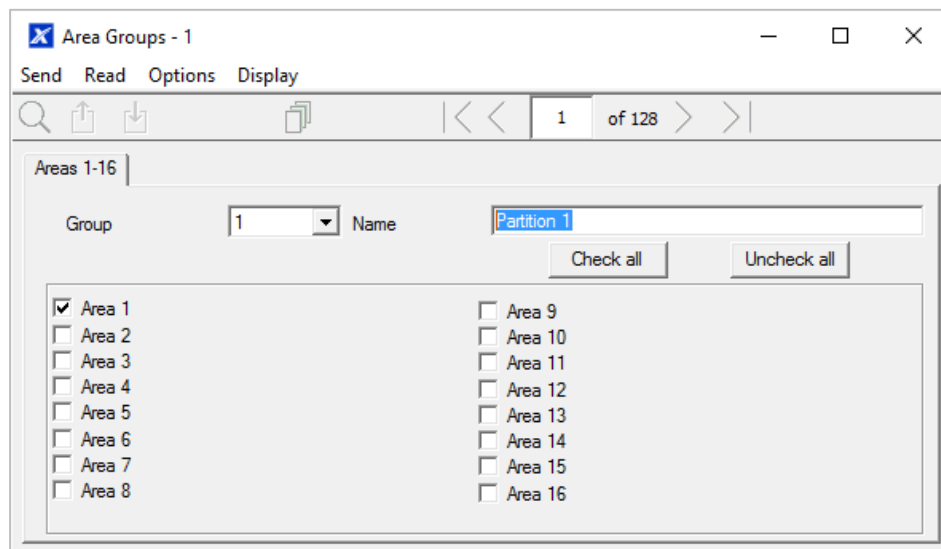 Area Groups - 1
Send Read Options Display
1 of 128
Areas 1-16
Group 1 Name Partition 1
Check all Uncheck all
Area 1 Area 9
Area 2 Area 10
Area 3 Area 11
Area 4 Area 12
Area 5 Area 13
Area 6 Area 14
Area 7 Area 15
Area 8 Area 16